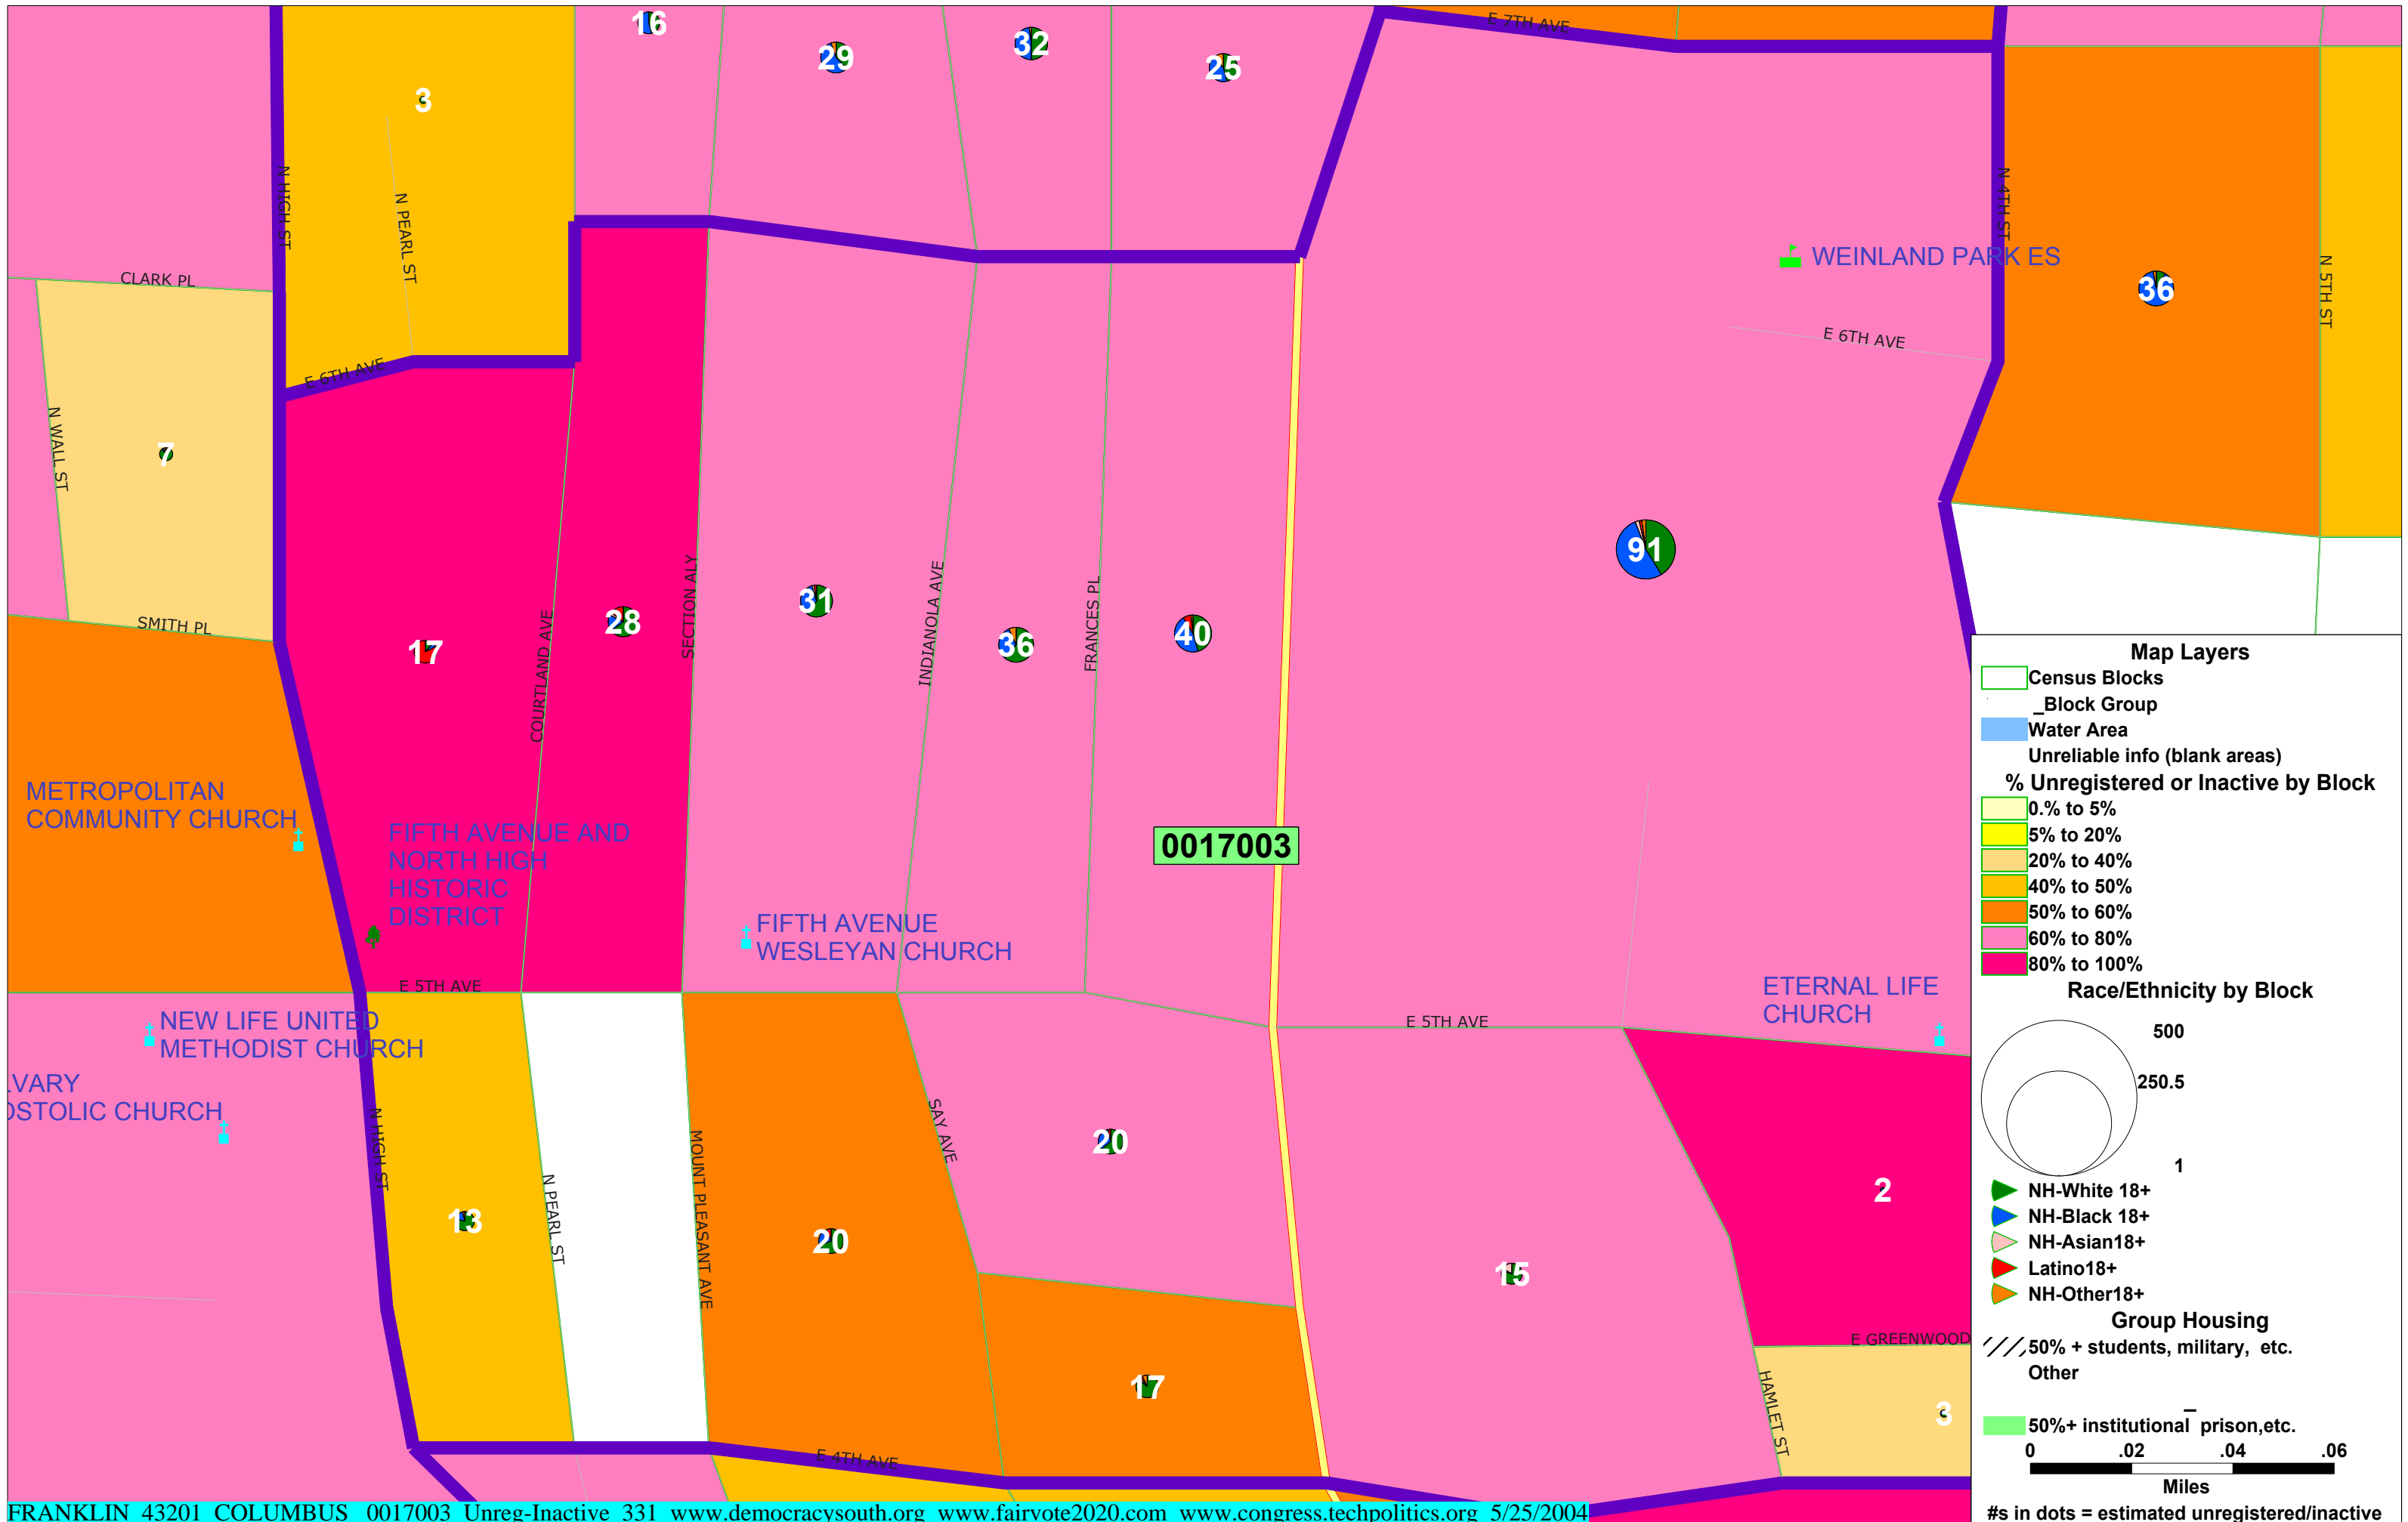 16
29
32
25
E 7TH AVE
3
N HIGH ST
N PEARL ST
N 4TH ST
WEINLAND PARK ES
N 5TH ST
36
CLARK PL
E 6TH AVE
E 6TH AVE
N WALL ST
7
91
SECTION ALY
INDIANOLA AVE
FRANCES PL
31
28
36
40
17
COURTLAND AVE
SMITH PL
METROPOLITAN
COMMUNITY CHURCH
FIFTH AVENUE AND
NORTH HIGH
HISTORIC
DISTRICT
0017003
FIFTH AVENUE
WESLEYAN CHURCH
E 5TH AVE
E 5TH AVE
ETERNAL LIFE
CHURCH
NEW LIFE UNITED
METHODIST CHURCH
LVARY
OSTOLIC CHURCH
N HIGH ST
N PEARL ST
MOUNT PLEASANT AVE
SAY AVE
20
2
13
20
15
17
E GREENWOOD
HAMLET ST
3
E 4TH AVE
Map Layers
Census Blocks
_Block Group
Water Area
Unreliable info (blank areas)
% Unregistered or Inactive by Block
0.% to 5%
5% to 20%
20% to 40%
40% to 50%
50% to 60%
60% to 80%
80% to 100%
Race/Ethnicity by Block
500
250.5
1
NH-White 18+
NH-Black 18+
NH-Asian18+
Latino18+
NH-Other18+
Group Housing
50% + students, military, etc.
Other
50%+ institutional prison,etc.
0 .02 .04 .06
Miles
#s in dots = estimated unregistered/inactive
FRANKLIN 43201 COLUMBUS 0017003 Unreg-Inactive 331 www.democracysouth.org www.fairvote2020.com www.congress.techpolitics.org 5/25/2004